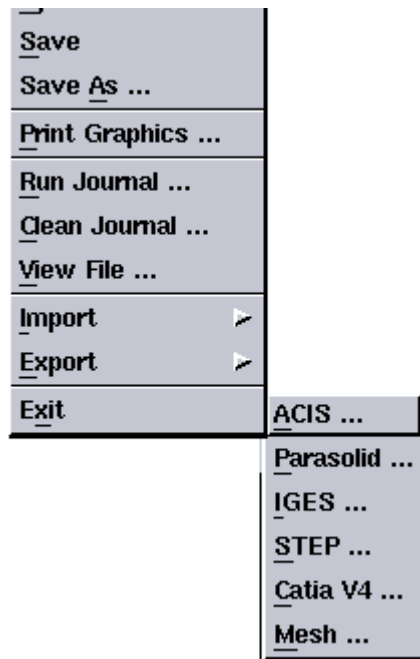 Save
Save As ...
Print Graphics ...
Run Journal ...
Clean Journal ...
View File ...
Import
Export
Exit
ACIS ...
Parasolid ...
IGES ...
STEP ...
Catia V4 ...
Mesh ...